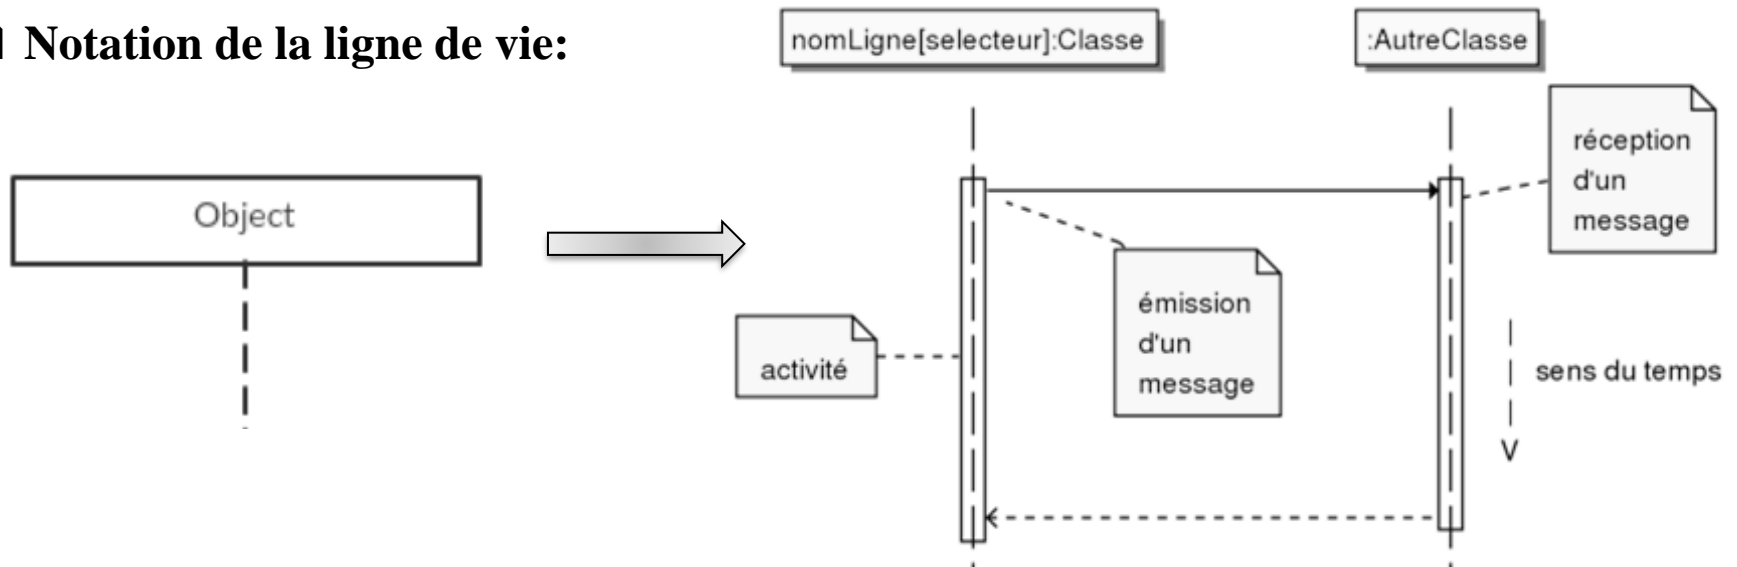 Notation de la ligne de vie:
nomLigne[selecteur]:Classe
:AutreClasse
réception
d'un
message
Object
émission
d'un
message
activité
sens du temps